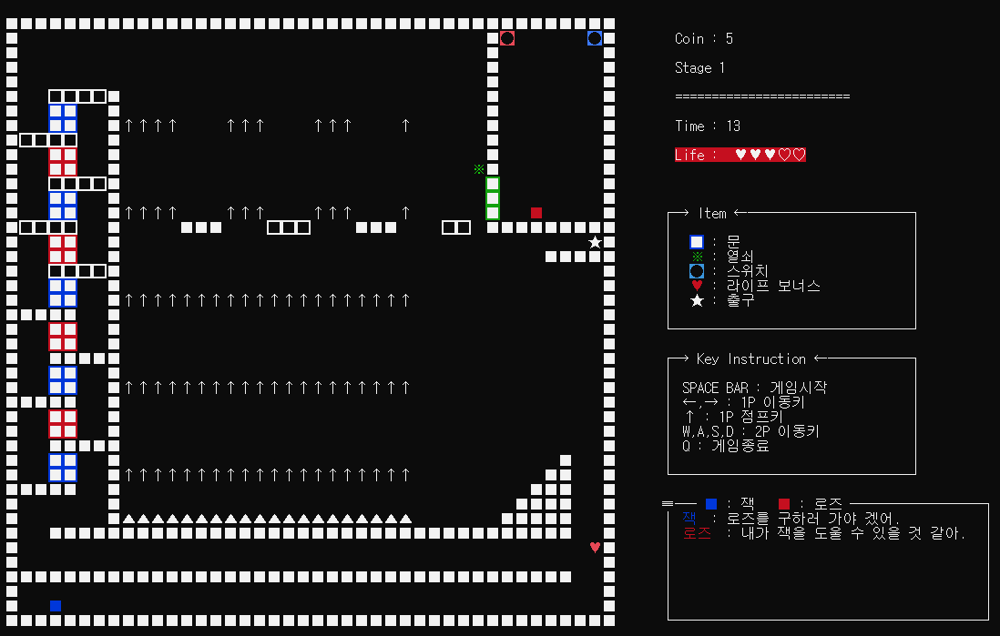 Coin : 5
Stage 1
========================
Time : 13
Life : ♥♥♥♡♡
→ Item ←
: 문
※ : 열쇠
: 스위치
♥ : 라이프 보너스
★ : 출구
→ Key Instruction ←
SPACE BAR : 게임시작
←,→ : 1P 이동키
↑ : 1P 점프키
W,A,S,D : 2P 이동키
Q : 게임종료
■ : 잭 ■ : 로즈
잭 : 로즈를 구하러 가야 겠어.
로즈 : 내가 잭을 도울 수 있을 것 같아.